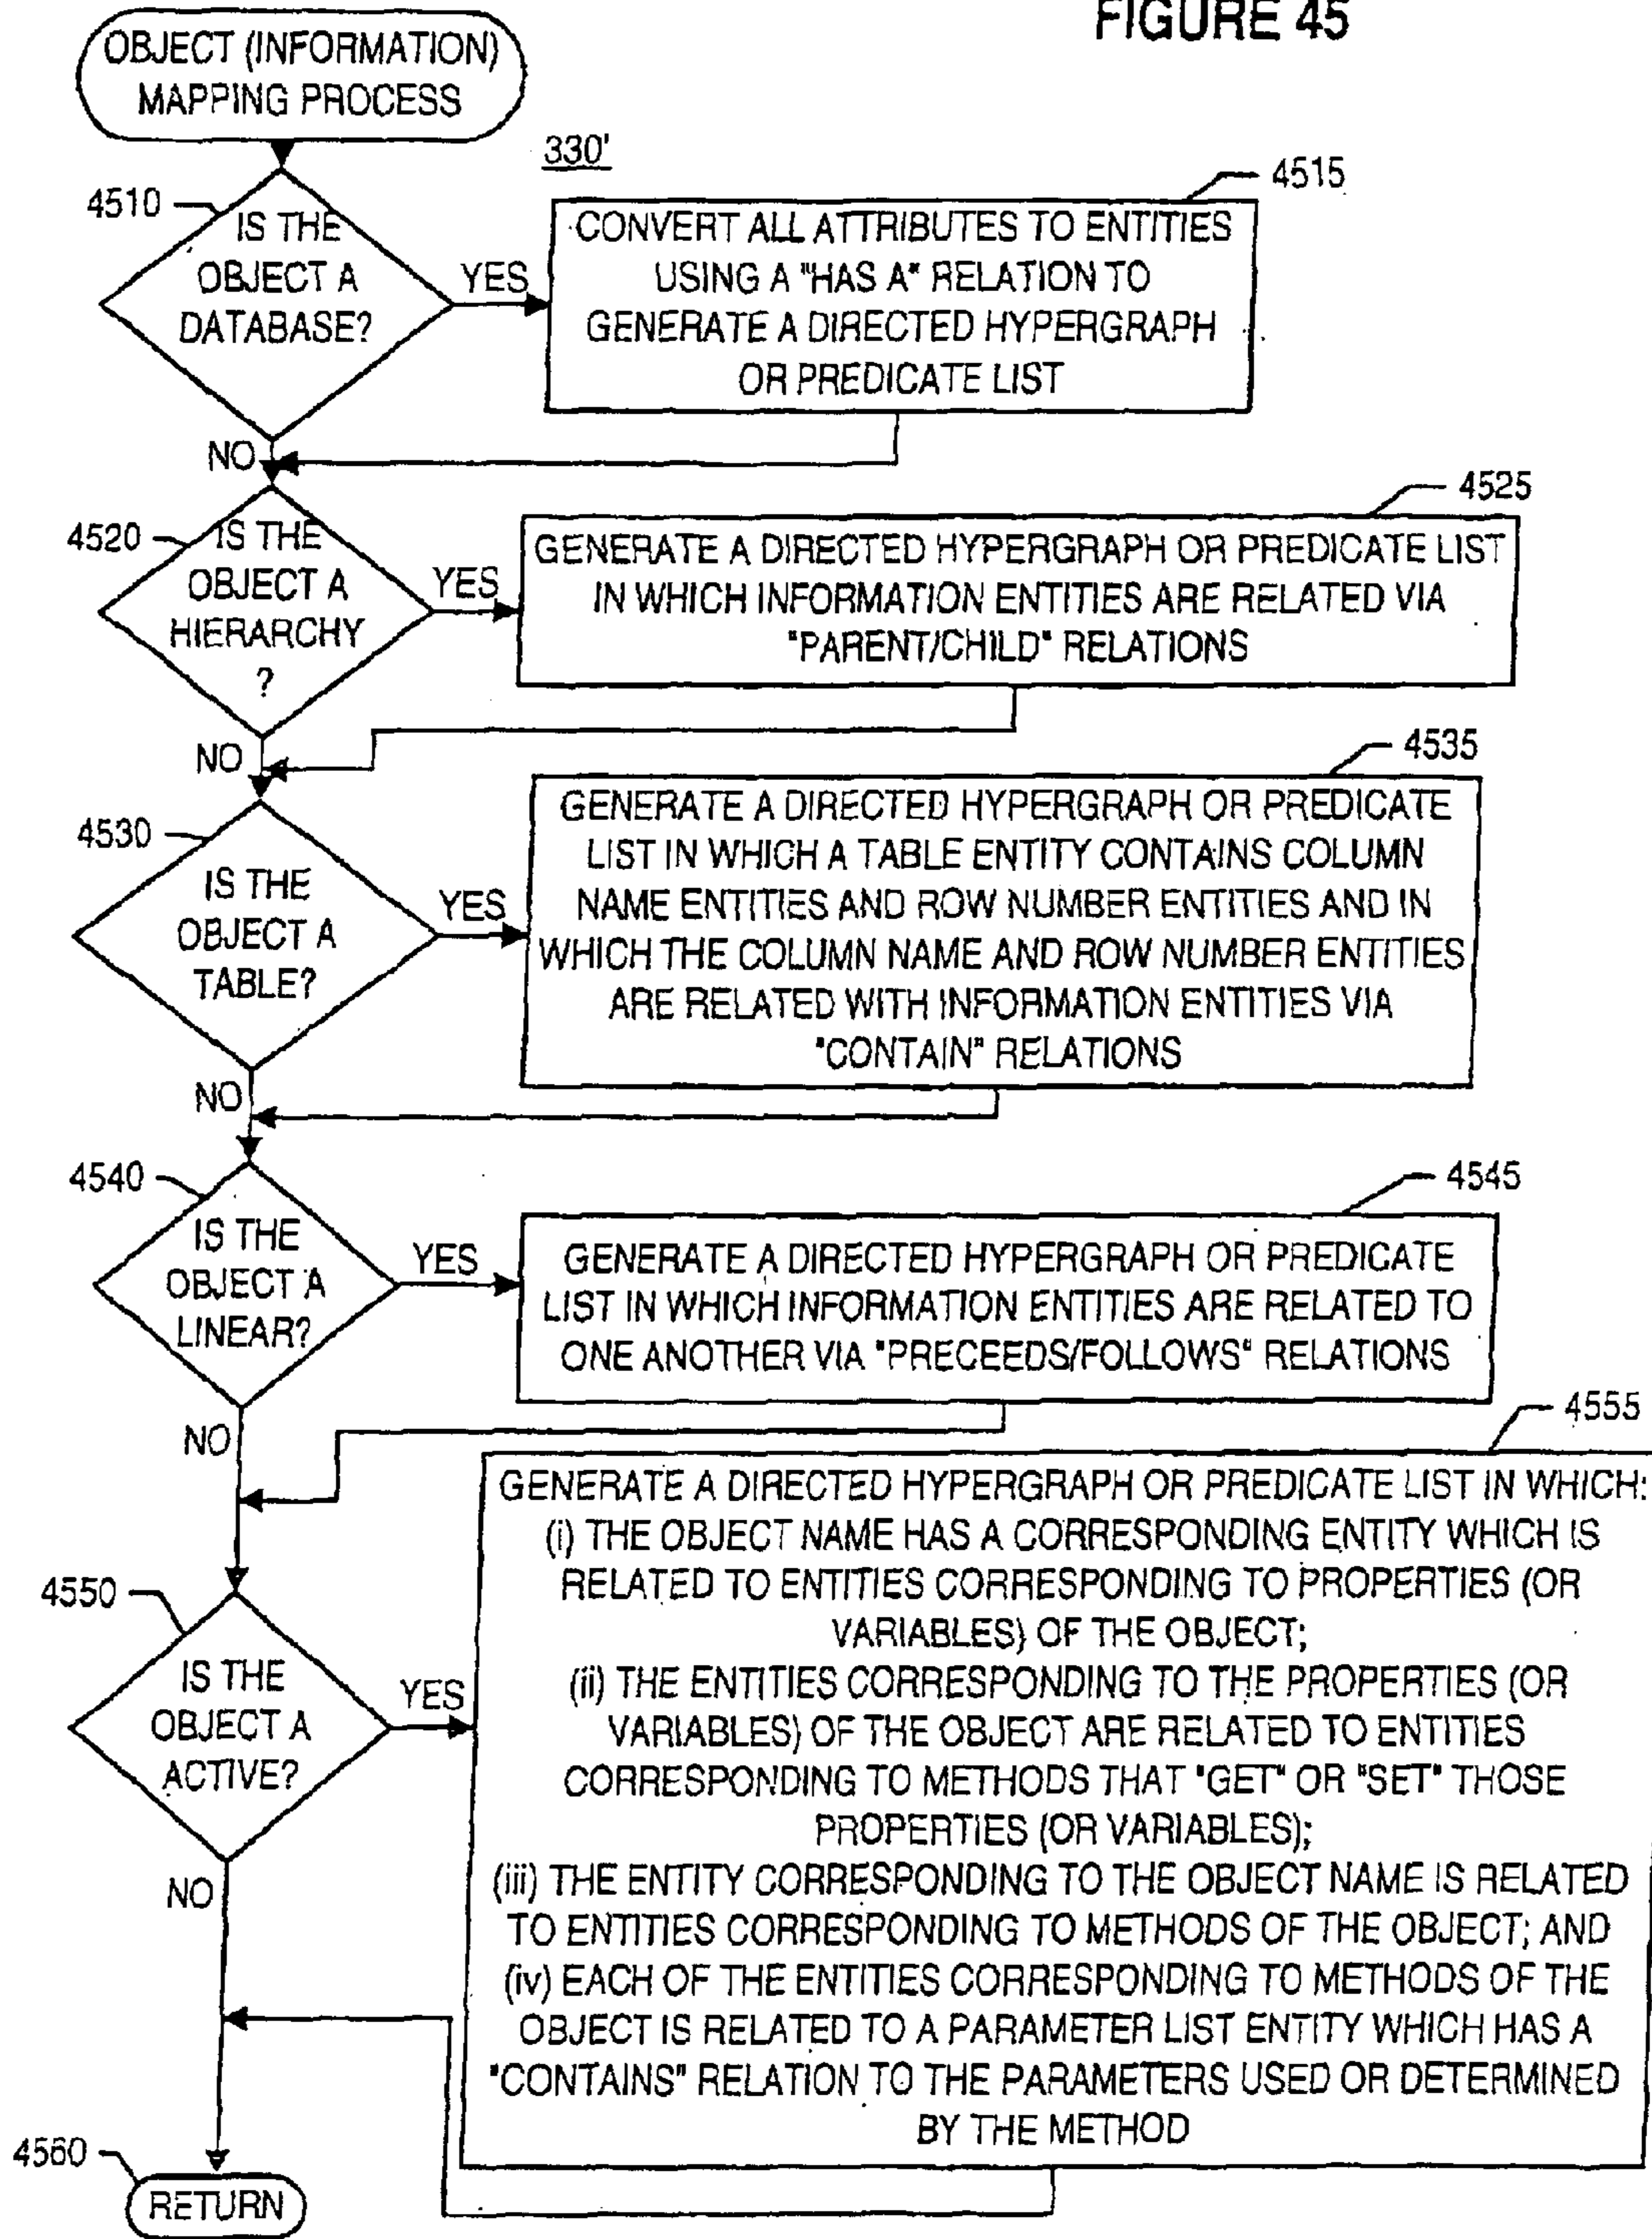 FIGURE 45
OBJECT (INFORMATION)
MAPPING PROCESS
330'
4510
IS THE
OBJECT A
DATABASE?
YES
4515
CONVERT ALL ATTRIBUTES TO ENTITIES
USING A "HAS A" RELATION TO
GENERATE A DIRECTED HYPERGRAPH
OR PREDICATE LIST
NO
4520
IS THE
OBJECT A
HIERARCHY
?
YES
4525
GENERATE A DIRECTED HYPERGRAPH OR PREDICATE LIST
IN WHICH INFORMATION ENTITIES ARE RELATED VIA
"PARENT/CHILD" RELATIONS
NO
4530
IS THE
OBJECT A
TABLE?
YES
4535
GENERATE A DIRECTED HYPERGRAPH OR PREDICATE
LIST IN WHICH A TABLE ENTITY CONTAINS COLUMN
NAME ENTITIES AND ROW NUMBER ENTITIES AND IN
WHICH THE COLUMN NAME AND ROW NUMBER ENTITIES
ARE RELATED WITH INFORMATION ENTITIES VIA
"CONTAIN" RELATIONS
NO
4540
IS THE
OBJECT A
LINEAR?
YES
4545
GENERATE A DIRECTED HYPERGRAPH OR PREDICATE
LIST IN WHICH INFORMATION ENTITIES ARE RELATED TO
ONE ANOTHER VIA "PRECEEDS/FOLLOWS" RELATIONS
NO
4550
IS THE
OBJECT A
ACTIVE?
YES
4555
GENERATE A DIRECTED HYPERGRAPH OR PREDICATE LIST IN WHICH:
(i) THE OBJECT NAME HAS A CORRESPONDING ENTITY WHICH IS
RELATED TO ENTITIES CORRESPONDING TO PROPERTIES (OR
VARIABLES) OF THE OBJECT;
(ii) THE ENTITIES CORRESPONDING TO THE PROPERTIES (OR
VARIABLES) OF THE OBJECT ARE RELATED TO ENTITIES
CORRESPONDING TO METHODS THAT "GET" OR "SET" THOSE
PROPERTIES (OR VARIABLES);
(iii) THE ENTITY CORRESPONDING TO THE OBJECT NAME IS RELATED
TO ENTITIES CORRESPONDING TO METHODS OF THE OBJECT; AND
(iv) EACH OF THE ENTITIES CORRESPONDING TO METHODS OF THE
OBJECT IS RELATED TO A PARAMETER LIST ENTITY WHICH HAS A
"CONTAINS" RELATION TO THE PARAMETERS USED OR DETERMINED
BY THE METHOD
NO
4560
RETURN